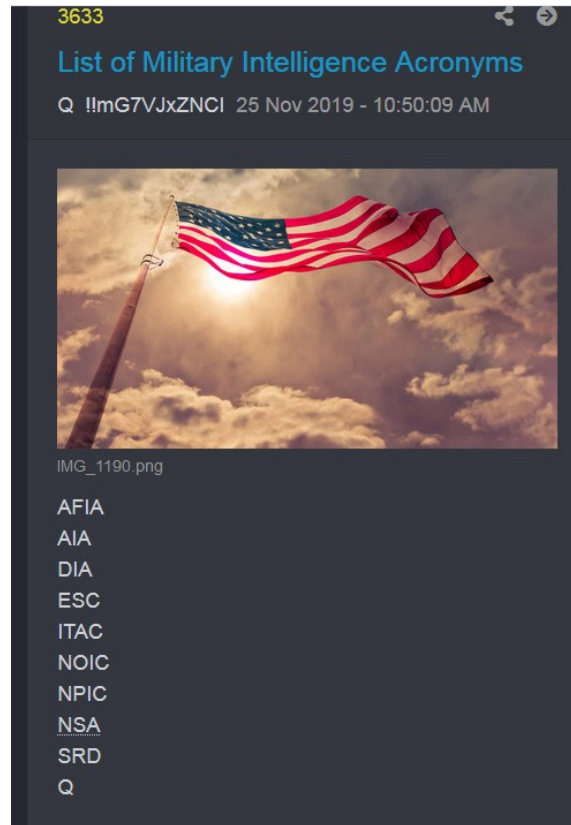 3633
List of Military Intelligence Acronyms
Q !!mG7VJxZNCI 25 Nov 2019 - 10:50:09 AM
IMG_1190.png
AFIA
AIA
DIA
ESC
ITAC
NOIC
NPIC
NSA
SRD
Q